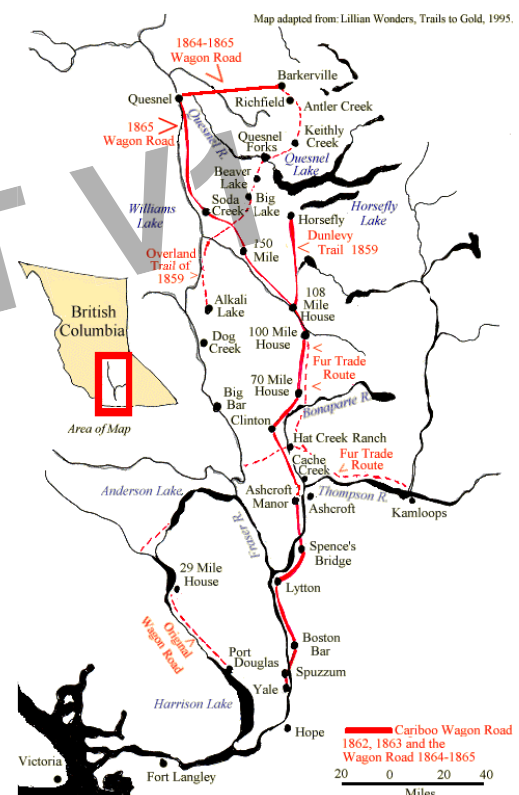 Map adapted from: Lillian Wonders, Trails to Gold, 1995.
1864-1865
Wagon Road
Barkerville
Quesnel
Richfield
Antler Creek
1865
Wagon Road
Quesnel R.
Keithly
Creek
Quesnel
Forks
Quesnel
Lake
Beaver
Lake
Big
Lake
Williams
Lake
Soda
Creek
Horsefly
Lake
Horsefly
Dunlevy
Trail 1859
150
Mile
Overland
Trail of
1859
108
Mile
House
Alkali
Lake
British
Columbia
100 Mile
House
Dog
Creek
Fur Trade
Route
70 Mile
House
Big
Bar
Bonaparte R.
Area of Map
Clinton
Hat Creek Ranch
Cache
Creek
Fur Trade
Route
Anderson Lake
Ashcroft
Manor
Thompson R.
Ashcroft
Kamloops
Fraser R.
Spence's
Bridge
29 Mile
House
Lytton
Original
Wagon Road
Boston
Bar
Port
Douglas
Spuzzum
Yale
Harrison Lake
Hope
Cariboo Wagon Road
1862, 1863 and the
Wagon Road 1864-1865
Victoria
Fort Langley
20 0 20 40
Miles